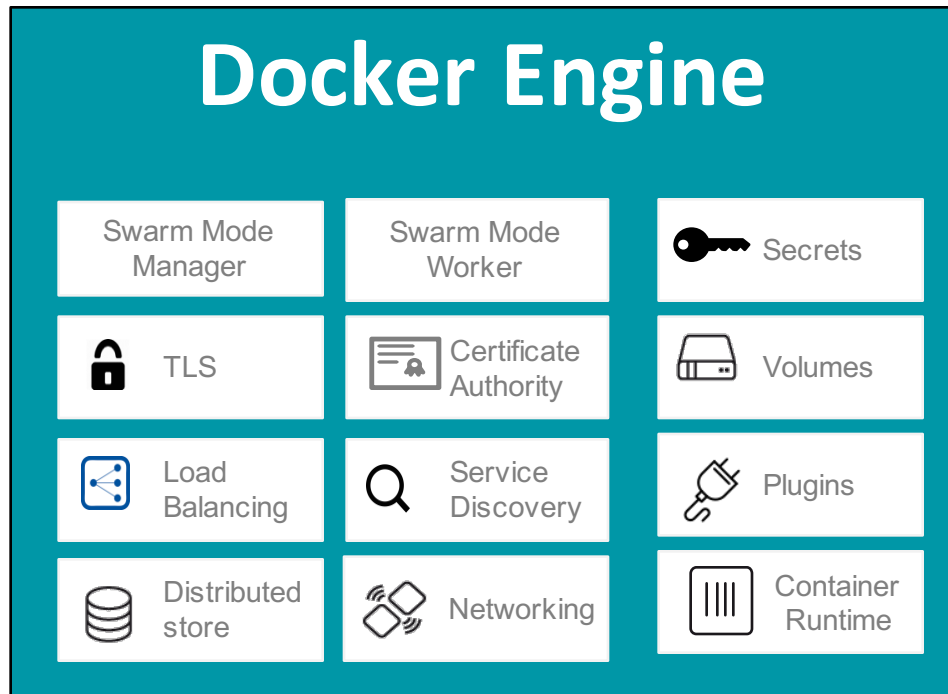 Docker Engine
Swarm Mode
Manager
Swarm Mode
Worker
Secrets
TLS
Certificate
Authority
Volumes
Load
Balancing
Service
Discovery
Plugins
Distributed
store
Networking
Container
Runtime